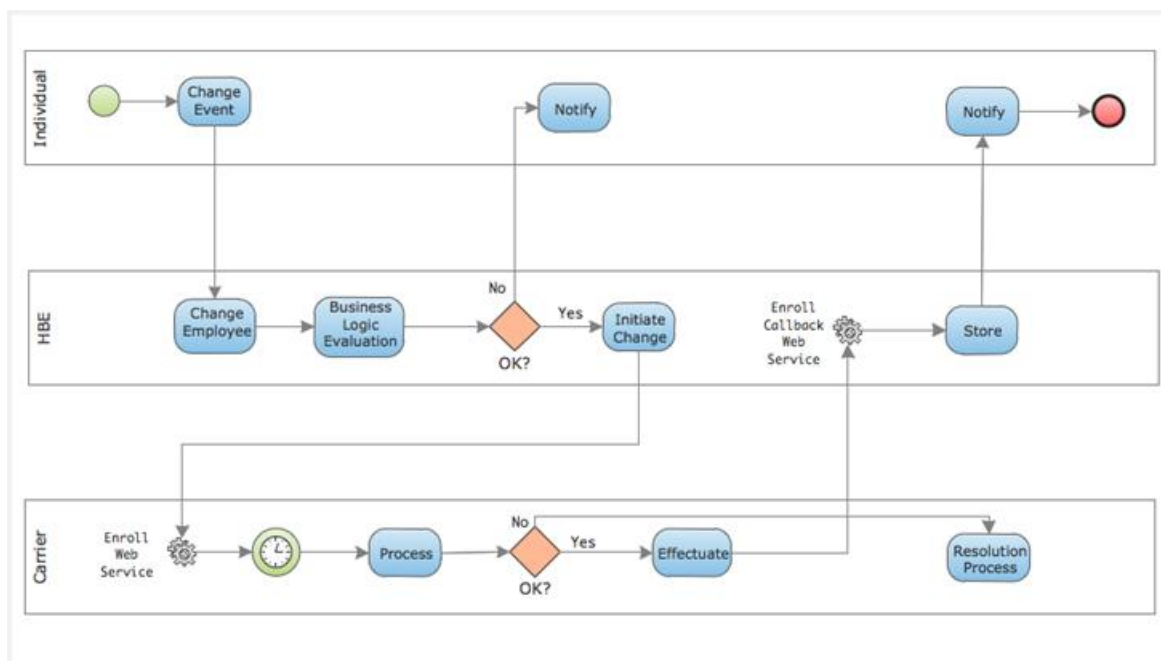 Individual
Change
Event
Notify
Notify
HBE
Change
Employee
Business
Logic
Evaluation
No
OK?
Yes
Initiate
Change
Enroll
Callback
Web
Service
Store
Carrier
Enroll
Web
Service
Process
No
OK?
Yes
Effectuate
Resolution
Process